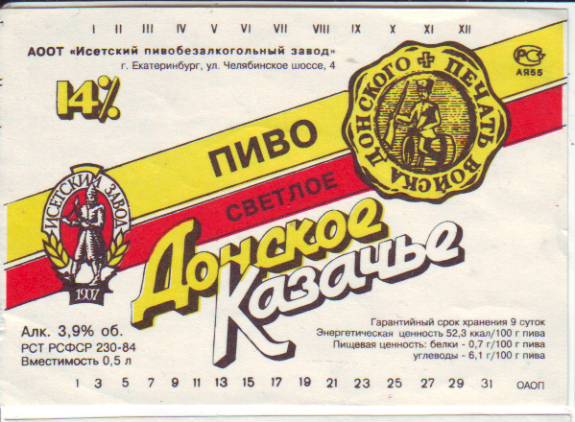 I II III IV V VI VII VIII IX X XI XII
АООТ «Исетский пивобезалкогольный завод»
г. Екатеринбург, ул. Челябинское шоссе, 4
РСТ
АЯ55
14%
ПЕЧАТЬ ВОЙСКА ДОНСКОГО
ПИВО
СВЕТЛОЕ
ИСЕТСКИЙ ЗАВОД
1907
Донское
Казачье
Алк. 3,9% об.
РСТ РСФСР 230-84
Вместимость 0,5 л
Гарантийный срок хранения 9 суток
Энергетическая ценность 52,3 ккал/100 г пива
Пищевая ценность: белки - 0,7 г/100 г пива
углеводы - 6,1 г/100 г пива
1 3 5 7 9 11 13 15 17 19 21 23 25 27 29 31 ОАОП